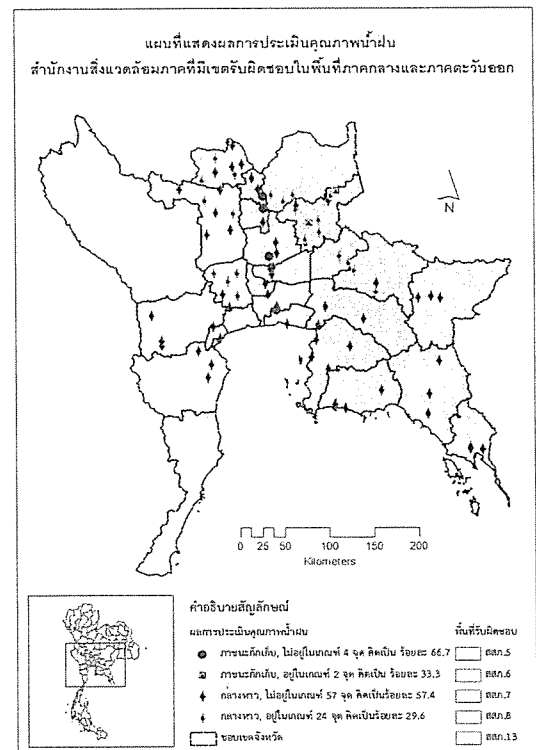 แผนที่แสดงผลการประเมินคุณภาพน้ำฝน
สำนักงานสิ่งแวดล้อมภาคที่มีเขตรับผิดชอบในพื้นที่ภาคกลางและภาคตะวันออก
N
0 25 50 100 150 200
Kilometers
คำอธิบายสัญลักษณ์
ผลการประเมินคุณภาพน้ำฝน
ภาชนะกักเก็บ, ไม่อยู่ในเกณฑ์ 4 จุด คิดเป็น ร้อยละ 66.7
ภาชนะกักเก็บ, อยู่ในเกณฑ์ 2 จุด คิดเป็น ร้อยละ 33.3
กลางหาว, ไม่อยู่ในเกณฑ์ 57 จุด คิดเป็นร้อยละ 57.4
กลางหาว, อยู่ในเกณฑ์ 24 จุด คิดเป็นร้อยละ 29.6
ขอบเขตจังหวัด
พื้นที่รับผิดชอบ
สสภ.5
สสภ.6
สสภ.7
สสภ.8
สสภ.13